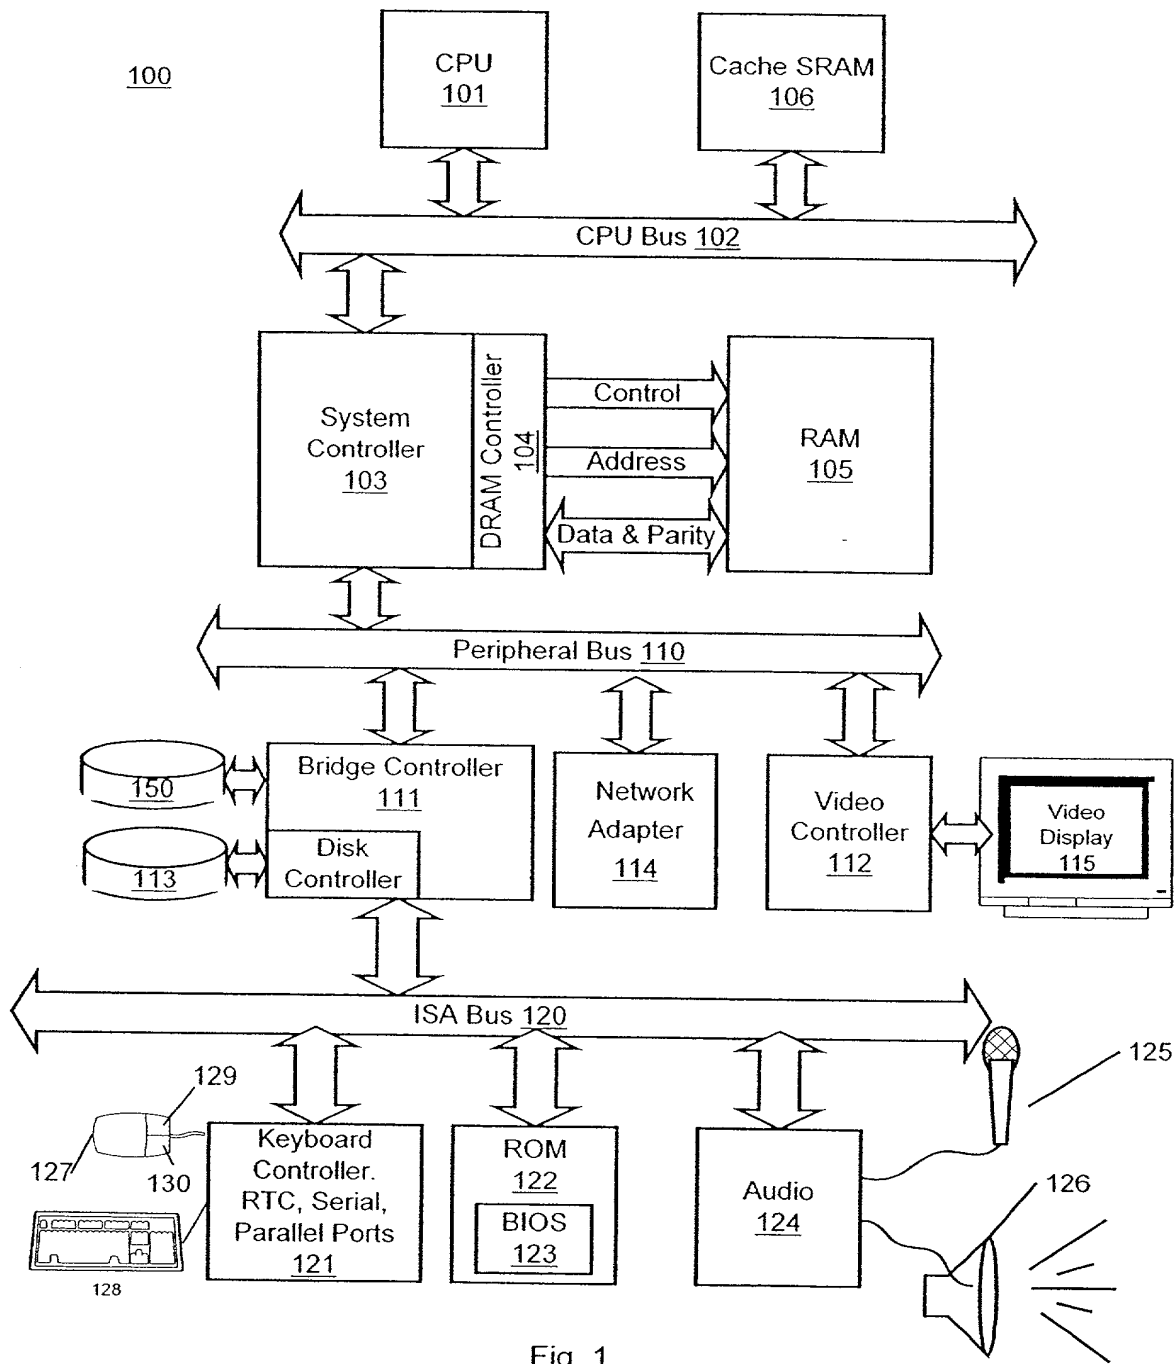 100
CPU
101
Cache SRAM
106
CPU Bus 102
System
Controller
103
DRAM Controller
104
Control
Address
Data & Parity
RAM
105
Peripheral Bus 110
150
113
Bridge Controller
111
Disk
Controller
Network
Adapter
114
Video
Controller
112
Video
Display
115
ISA Bus 120
125
129
127
130
128
Keyboard
Controller.
RTC, Serial,
Parallel Ports
121
ROM
122
BIOS
123
Audio
124
126
Fig. 1